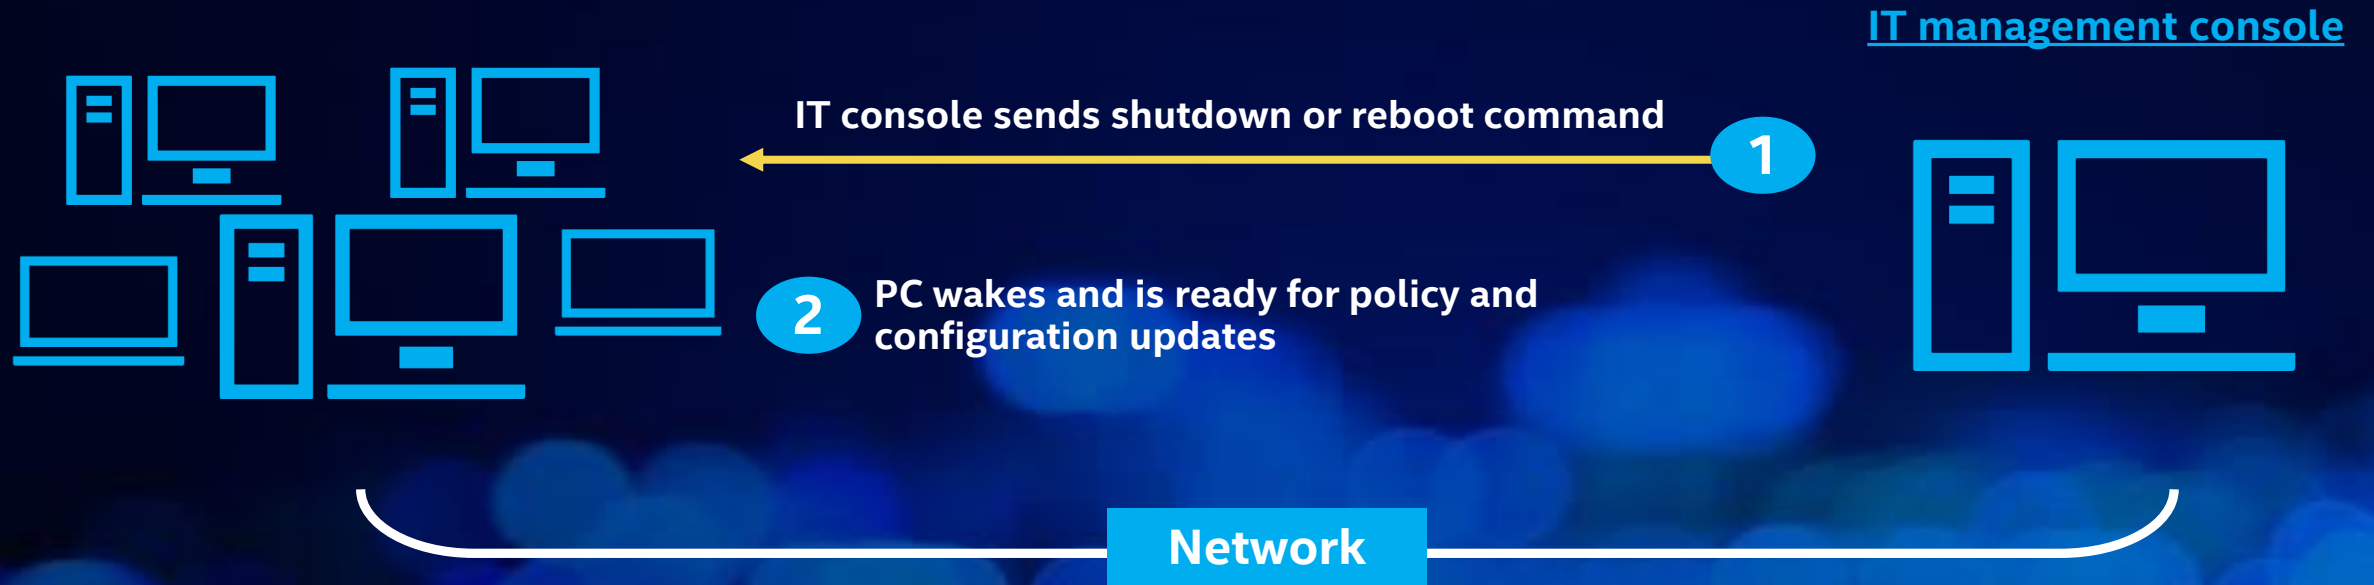 IT management console
IT console sends shutdown or reboot command
1
2
PC wakes and is ready for policy and
configuration updates
Network